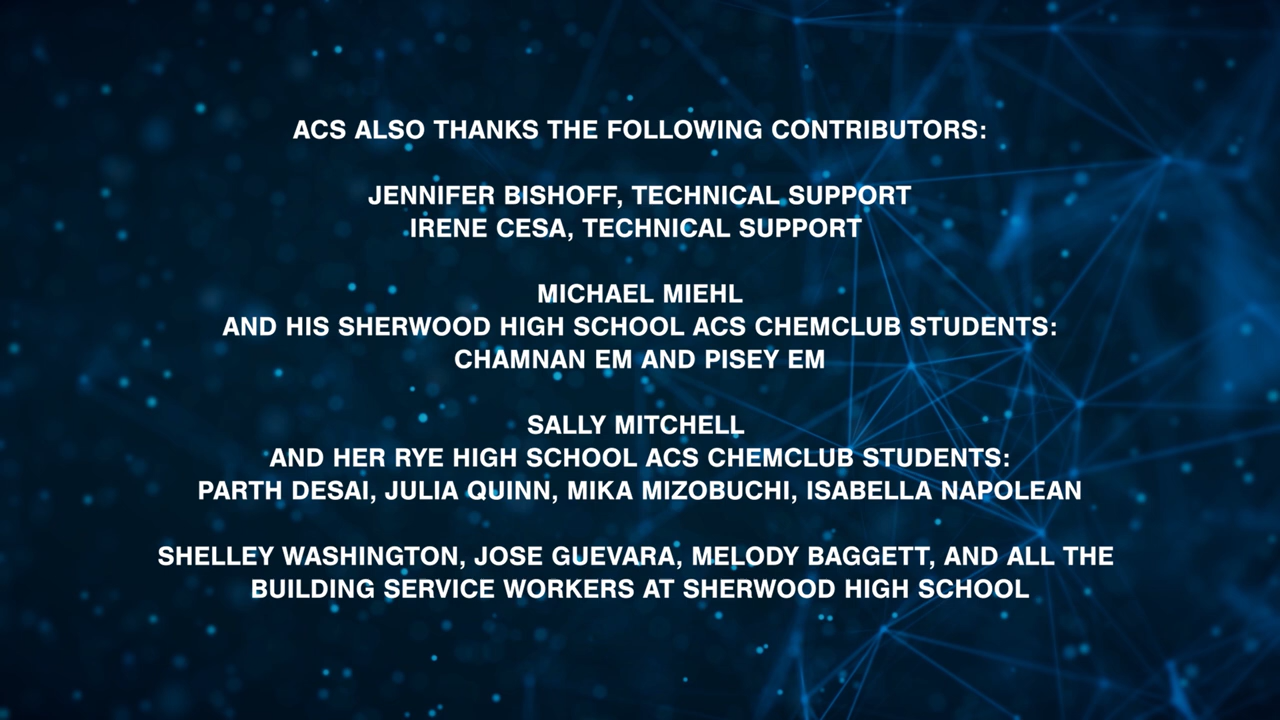 ACS ALSO THANKS THE FOLLOWING CONTRIBUTORS:
JENNIFER BISHOFF, TECHNICAL SUPPORT
IRENE CESA, TECHNICAL SUPPORT
MICHAEL MIEHL
AND HIS SHERWOOD HIGH SCHOOL ACS CHEMCLUB STUDENTS:
CHAMNAN EM AND PISEY EM
SALLY MITCHELL
AND HER RYE HIGH SCHOOL ACS CHEMCLUB STUDENTS:
PARTH DESAI, JULIA QUINN, MIKA MIZOBUCHI, ISABELLA NAPOLEAN
SHELLEY WASHINGTON, JOSE GUEVARA, MELODY BAGGETT, AND ALL THE
BUILDING SERVICE WORKERS AT SHERWOOD HIGH SCHOOL